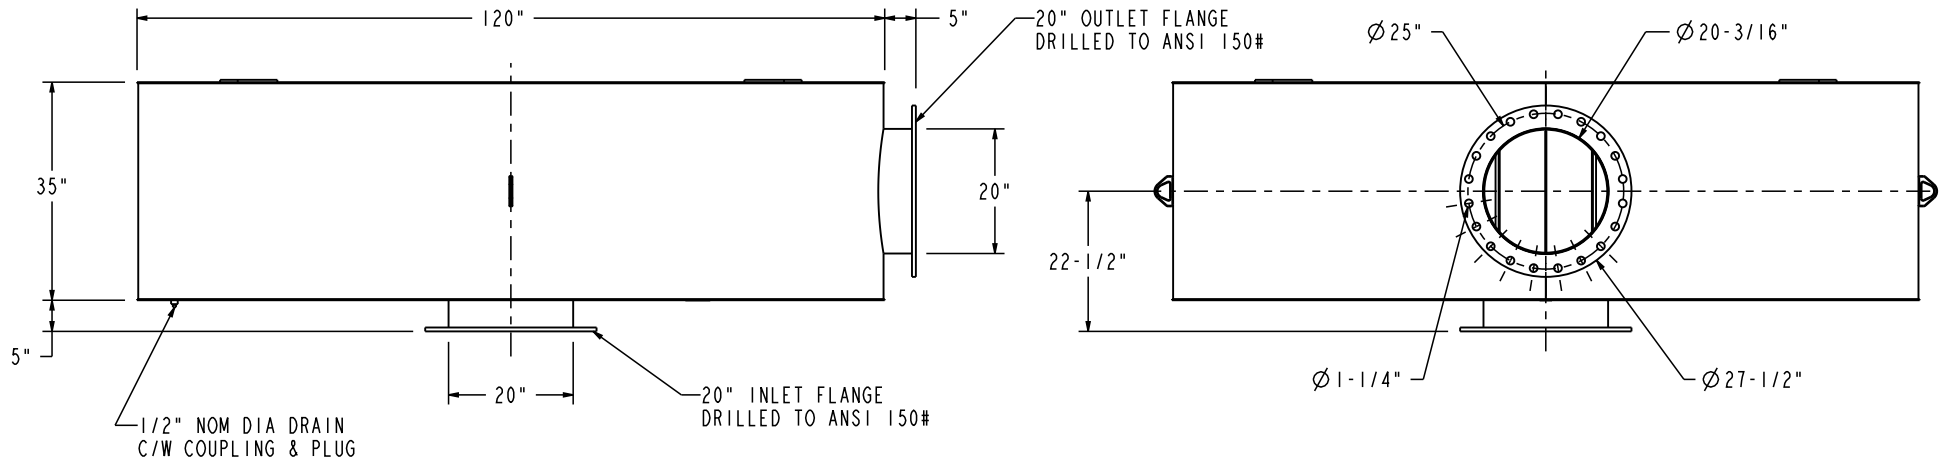 120"
5"
20" OUTLET FLANGE
DRILLED TO ANSI 150#
Ø25"
Ø20-3/16"
35"
20"
22-1/2"
5"
20"
20" INLET FLANGE
DRILLED TO ANSI 150#
Ø1-1/4"
Ø27-1/2"
1/2" NOM DIA DRAIN
C/W COUPLING & PLUG